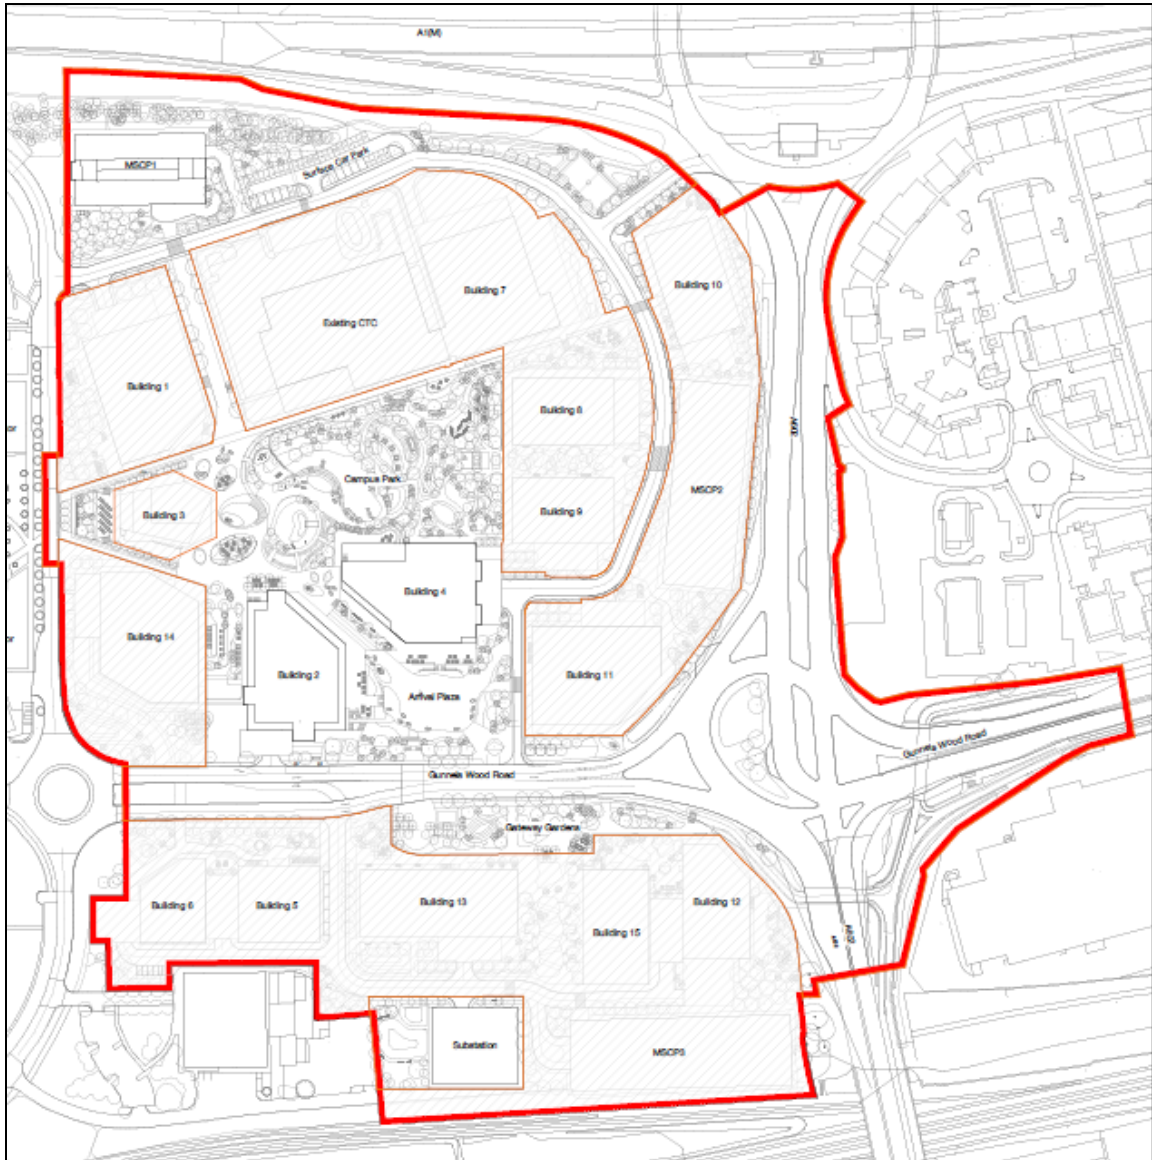 A1(M)
MSCP1
Surface Car Park
Building 10
Building 7
Existing CTC
Building 1
Building 8
A602
Campus Park
MSCP2
Building 3
Building 9
Building 4
Building 14
Building 2
Building 11
Arrival Plaza
Gunnels Wood Road
Gunnels Wood Road
Gateway Gardens
Building 6
Building 5
Building 13
Building 12
Building 15
A602
Substation
MSCP3